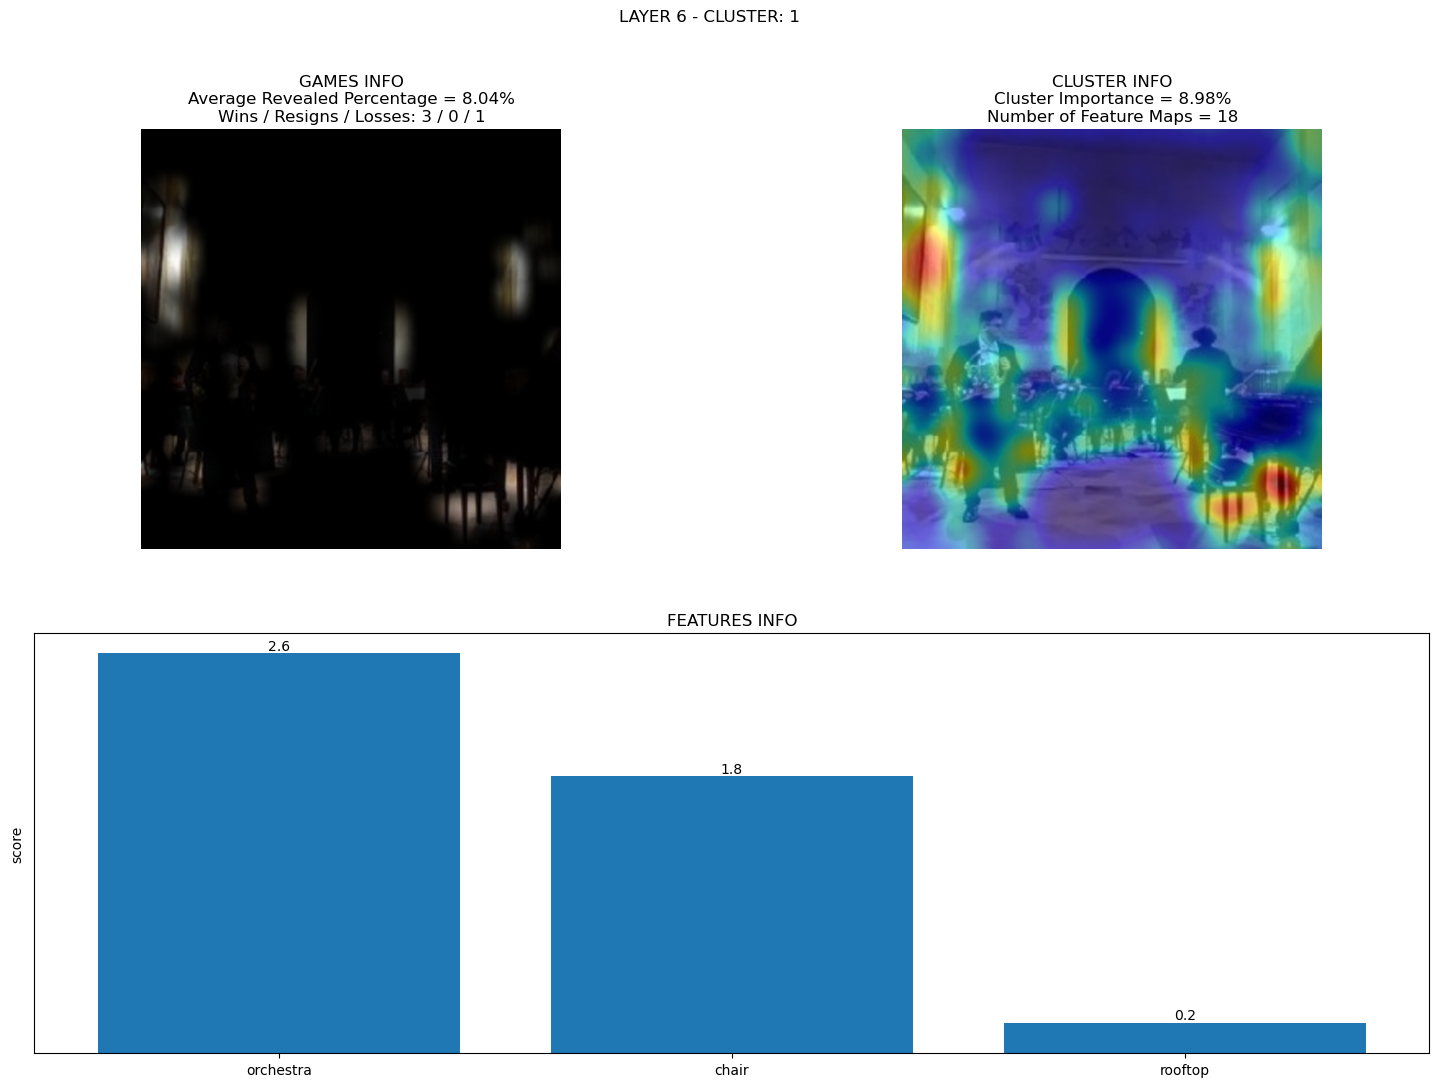 LAYER 6 - CLUSTER: 1
GAMES INFO
Average Revealed Percentage = 8.04%
Wins / Resigns / Losses: 3 / 0 / 1
CLUSTER INFO
Cluster Importance = 8.98%
Number of Feature Maps = 18
FEATURES INFO
score
2.6
1.8
0.2
orchestra
chair
rooftop